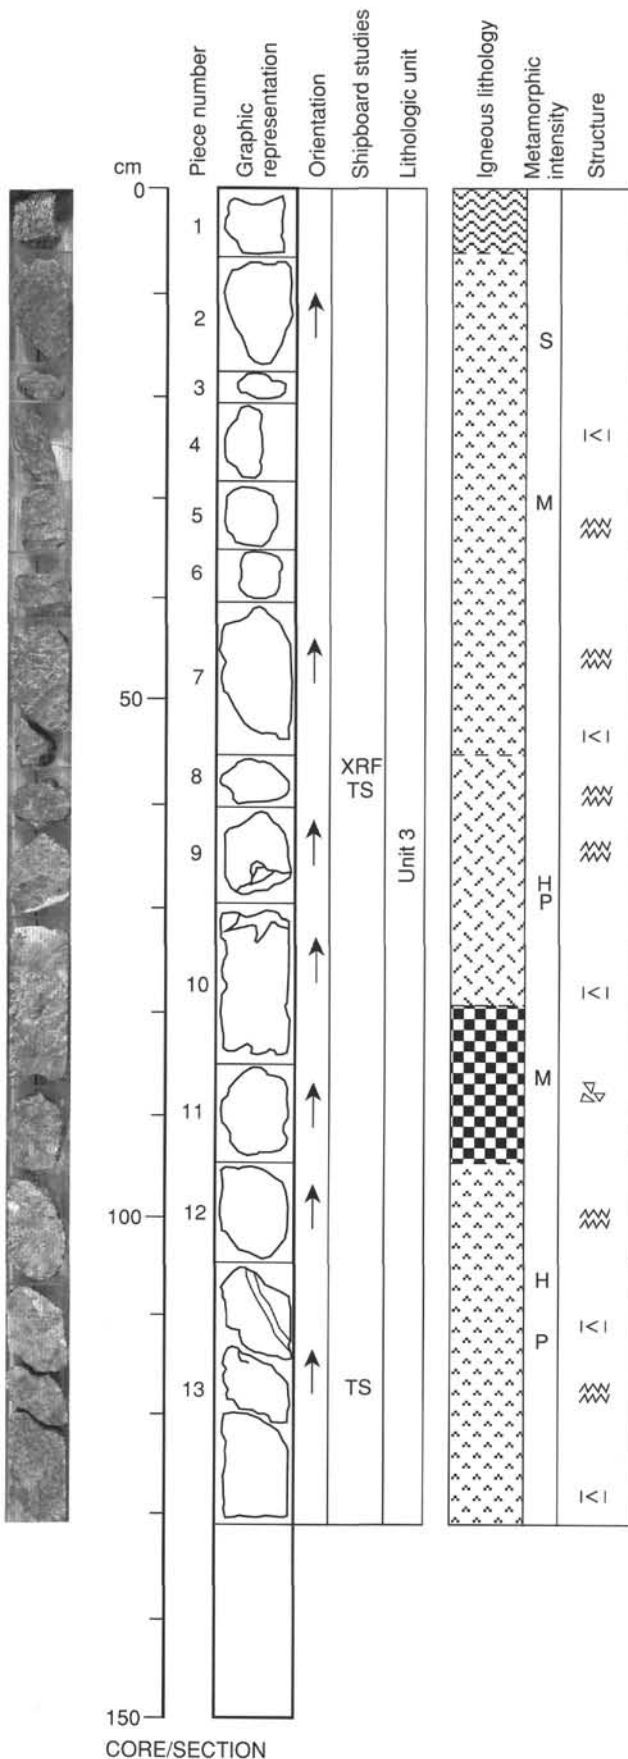 cm
Piece number
Graphic
representation
Orientation
Shipboard studies
Lithologic unit
Igneous lithology
Metamorphic
intensity
Structure
0
1
2
S
3
4
5
M
6
7
50
8
XRF
TS
9
Unit 3
H
P
10
11
M
100
12
H
P
13
TS
150
CORE/SECTION